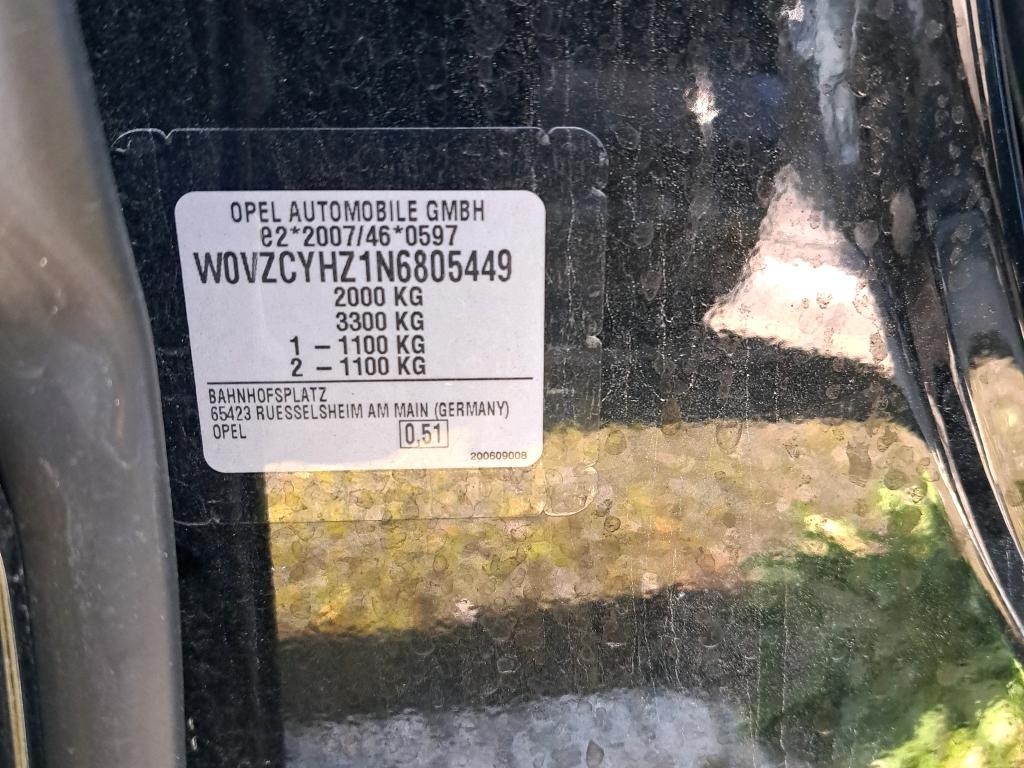 OPEL AUTOMOBILE GMBH
e2*2007/46*0597
W0VZCYHZ1N6805449
2000 KG
3300 KG
1 – 1100 KG
2 – 1100 KG
BAHNHOFSPLATZ
65423 RUESSELSHEIM AM MAIN (GERMANY)
OPEL 0,51
200609008